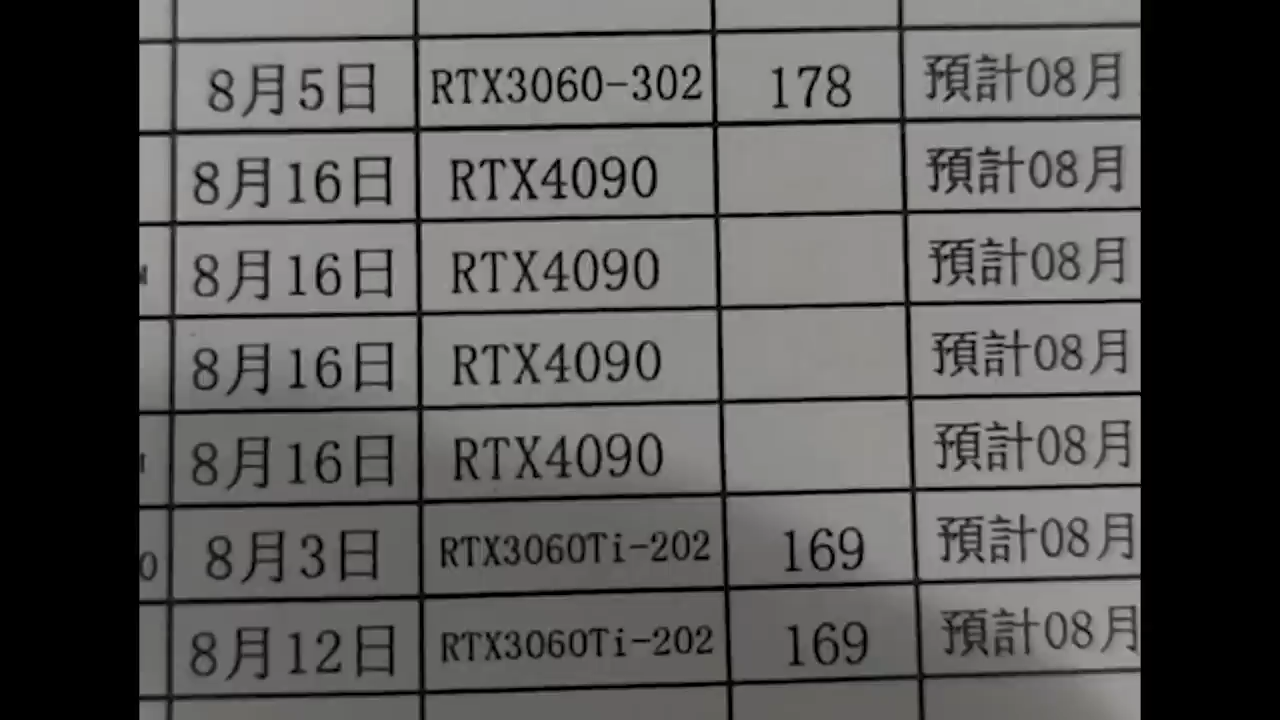 8月5日 RTX3060-302 178 預計08月
8月16日 RTX4090 預計08月
8月16日 RTX4090 預計08月
8月16日 RTX4090 預計08月
8月16日 RTX4090 預計08月
8月3日 RTX3060Ti-202 169 預計08月
8月12日 RTX3060Ti-202 169 預計08月